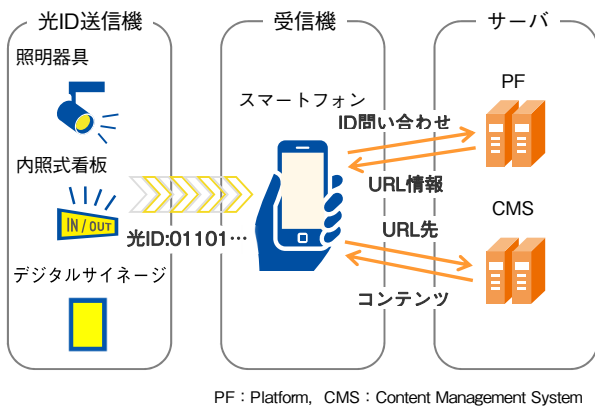 光ID送信機
受信機
サーバ
照明器具
スマートフォン
PF
ID問い合わせ
内照式看板
URL情報
IN / OUT
CMS
光ID:01101…
URL先
デジタルサイネージ
コンテンツ
PF：Platform, CMS：Content Management System